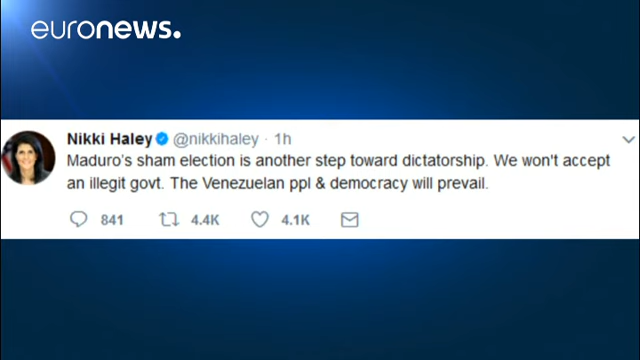 euronews.
Nikki Haley @nikkihaley · 1h
Maduro's sham election is another step toward dictatorship. We won't accept
an illegit govt. The Venezuelan ppl & democracy will prevail.
841 4.4K 4.1K